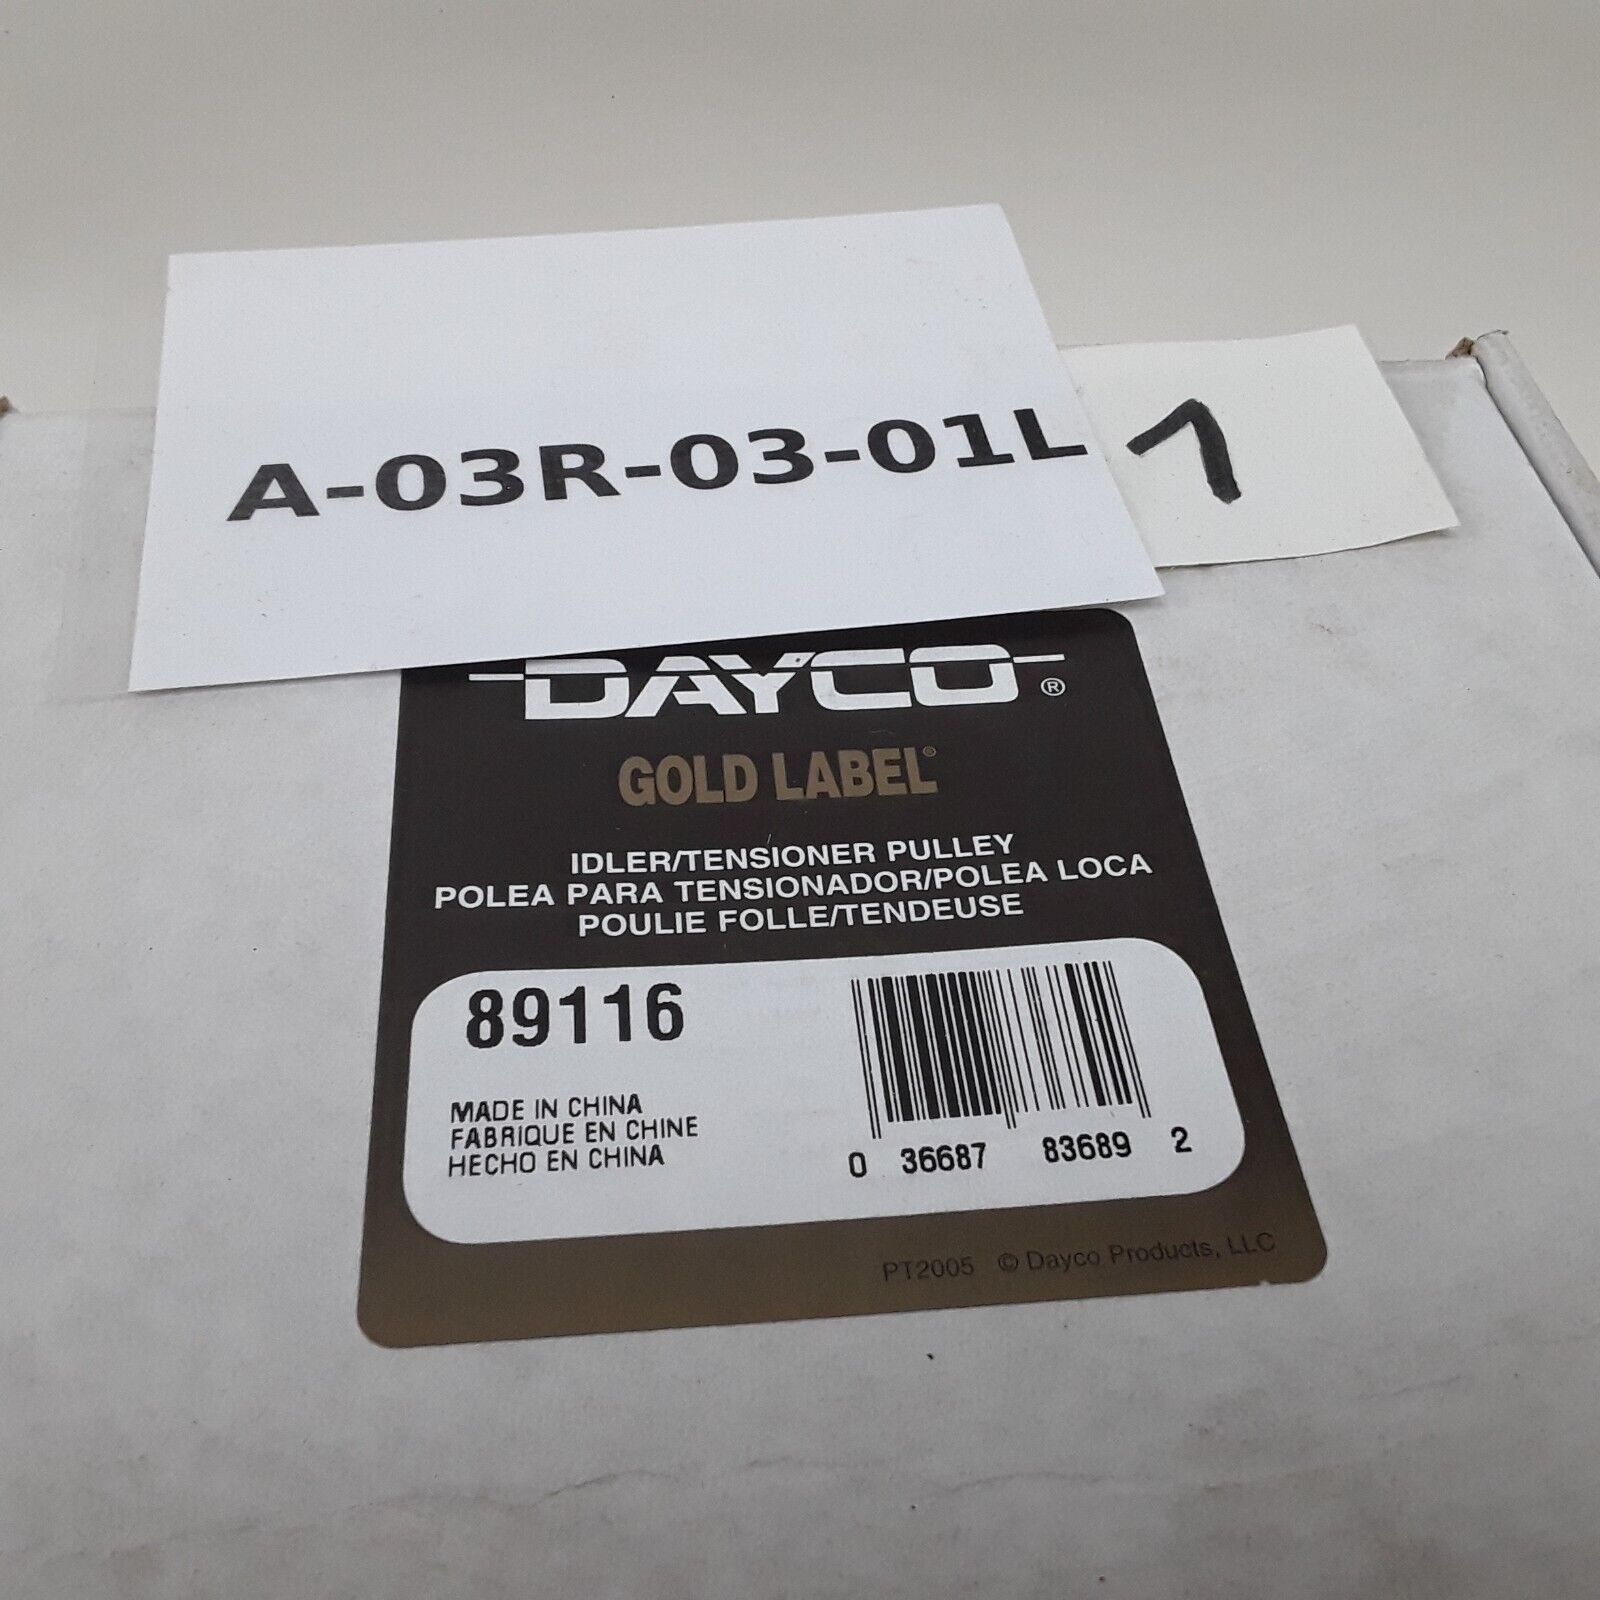 A-03R-03-01L
1
DAYCO®
GOLD LABEL®
IDLER/TENSIONER PULLEY
POLEA PARA TENSIONADOR/POLEA LOCA
POULIE FOLLE/TENDEUSE
89116
MADE IN CHINA
FABRIQUE EN CHINE
HECHO EN CHINA
0 36687 83689 2
PT2005 © Dayco Products, LLC